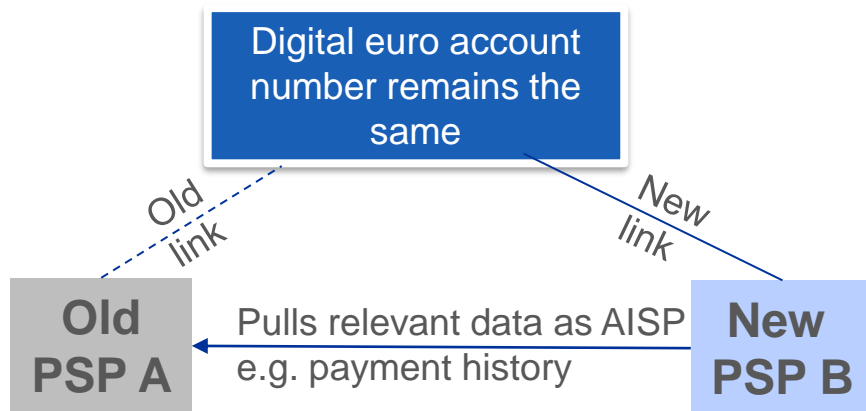 Digital euro account
number remains the
same
Old
link
New
link
Old
PSP A
Pulls relevant data as AISP
e.g. payment history
New
PSP B